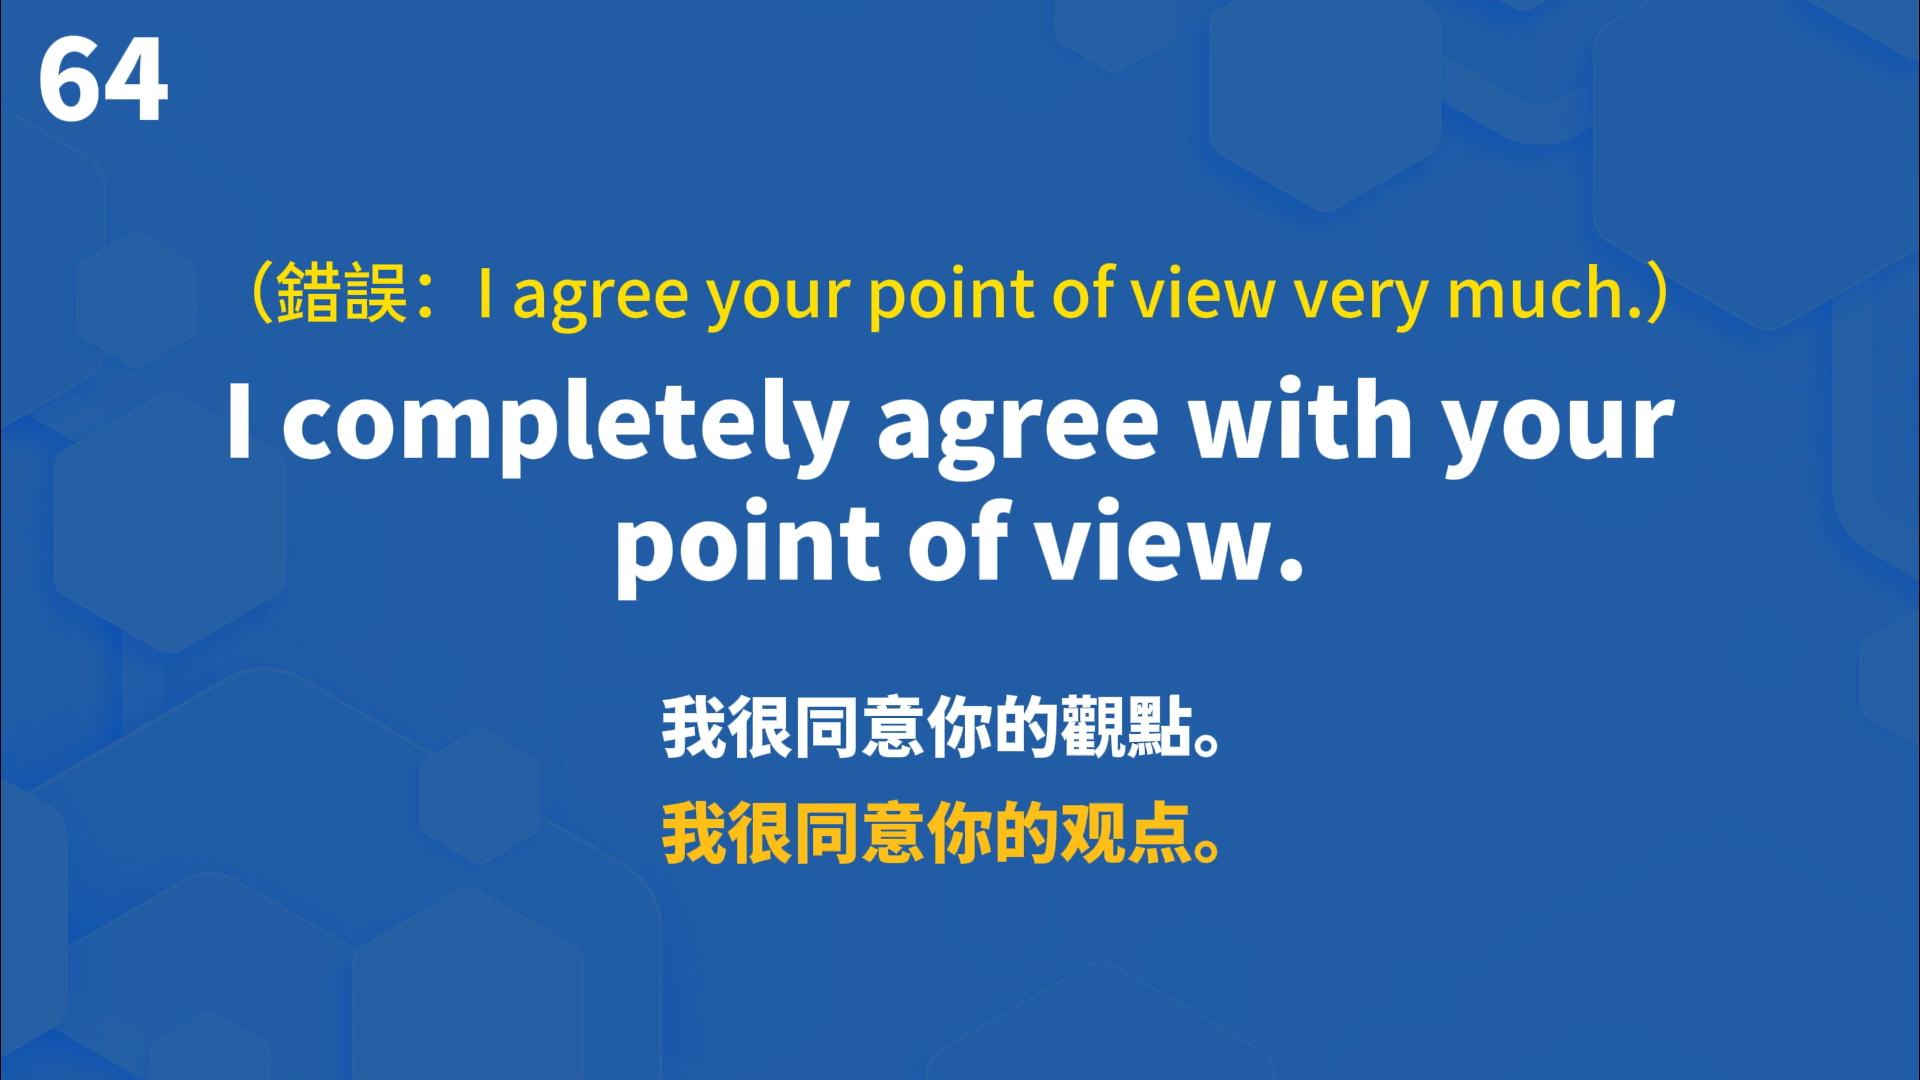 64
（錯誤：I agree your point of view very much.）
I completely agree with your
point of view.
我很同意你的觀點。
我很同意你的观点。